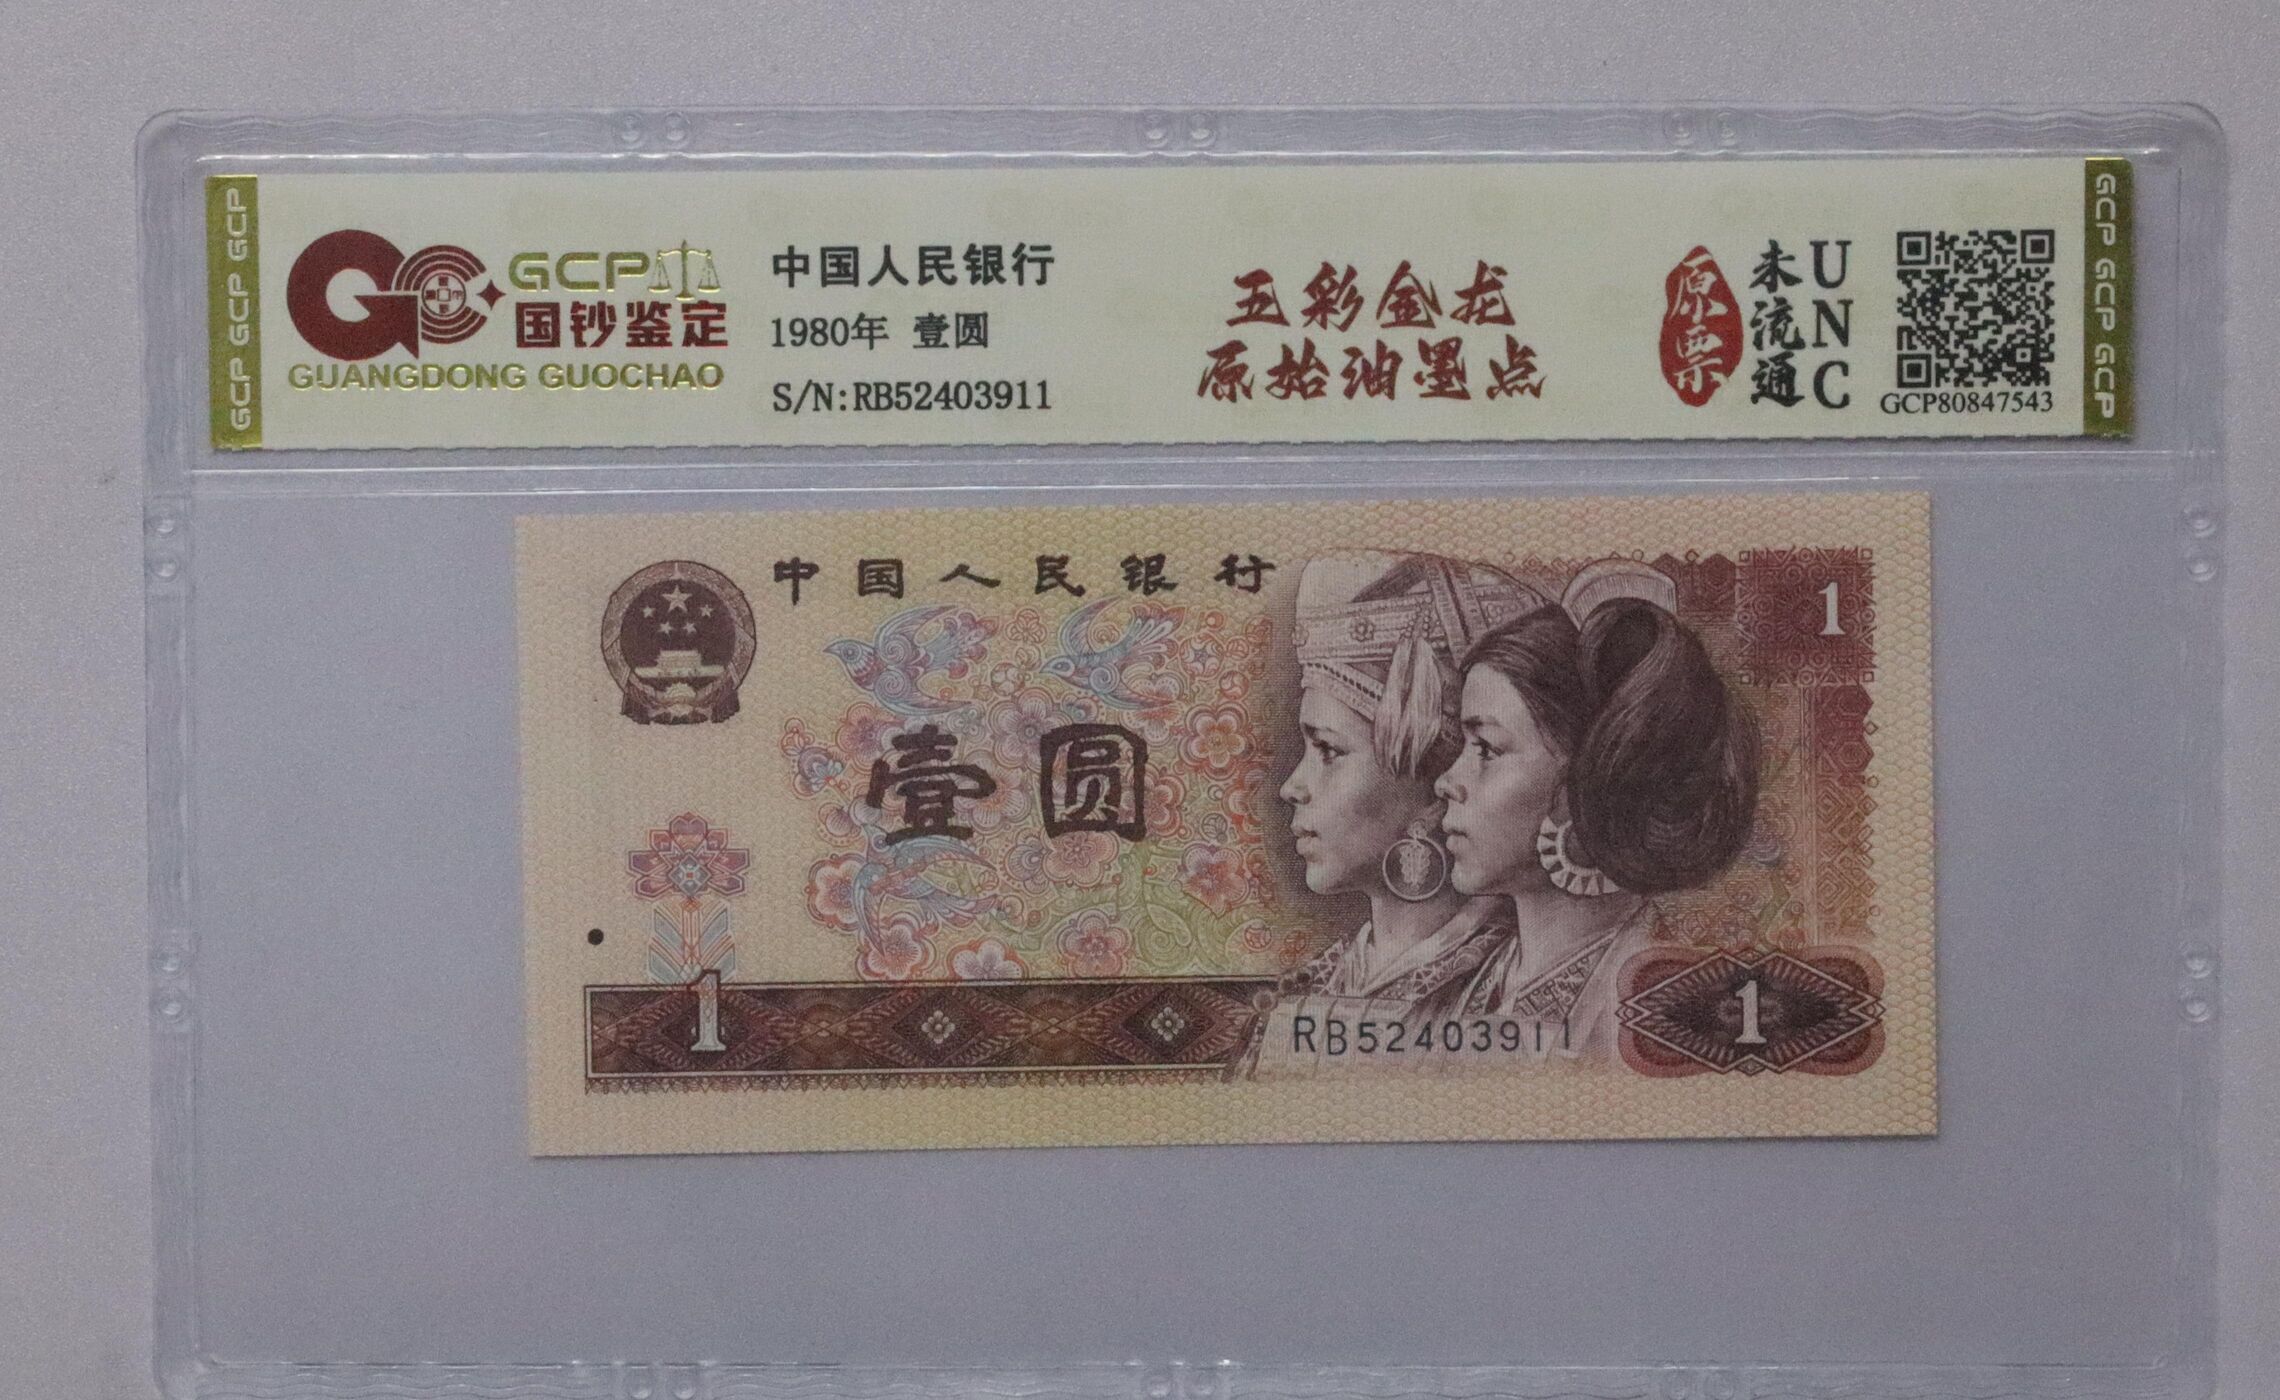 GCP GCP GCP
GCP
国钞鉴定
GUANGDONG GUOCHAO
中国人民银行
1980年 壹圆
S/N:RB52403911
五彩金龙
原始油墨点
原票
未流通
UNC
GCP80847543
GCP GCP GCP
中国人民银行
1
壹圆
1
RB52403911
1